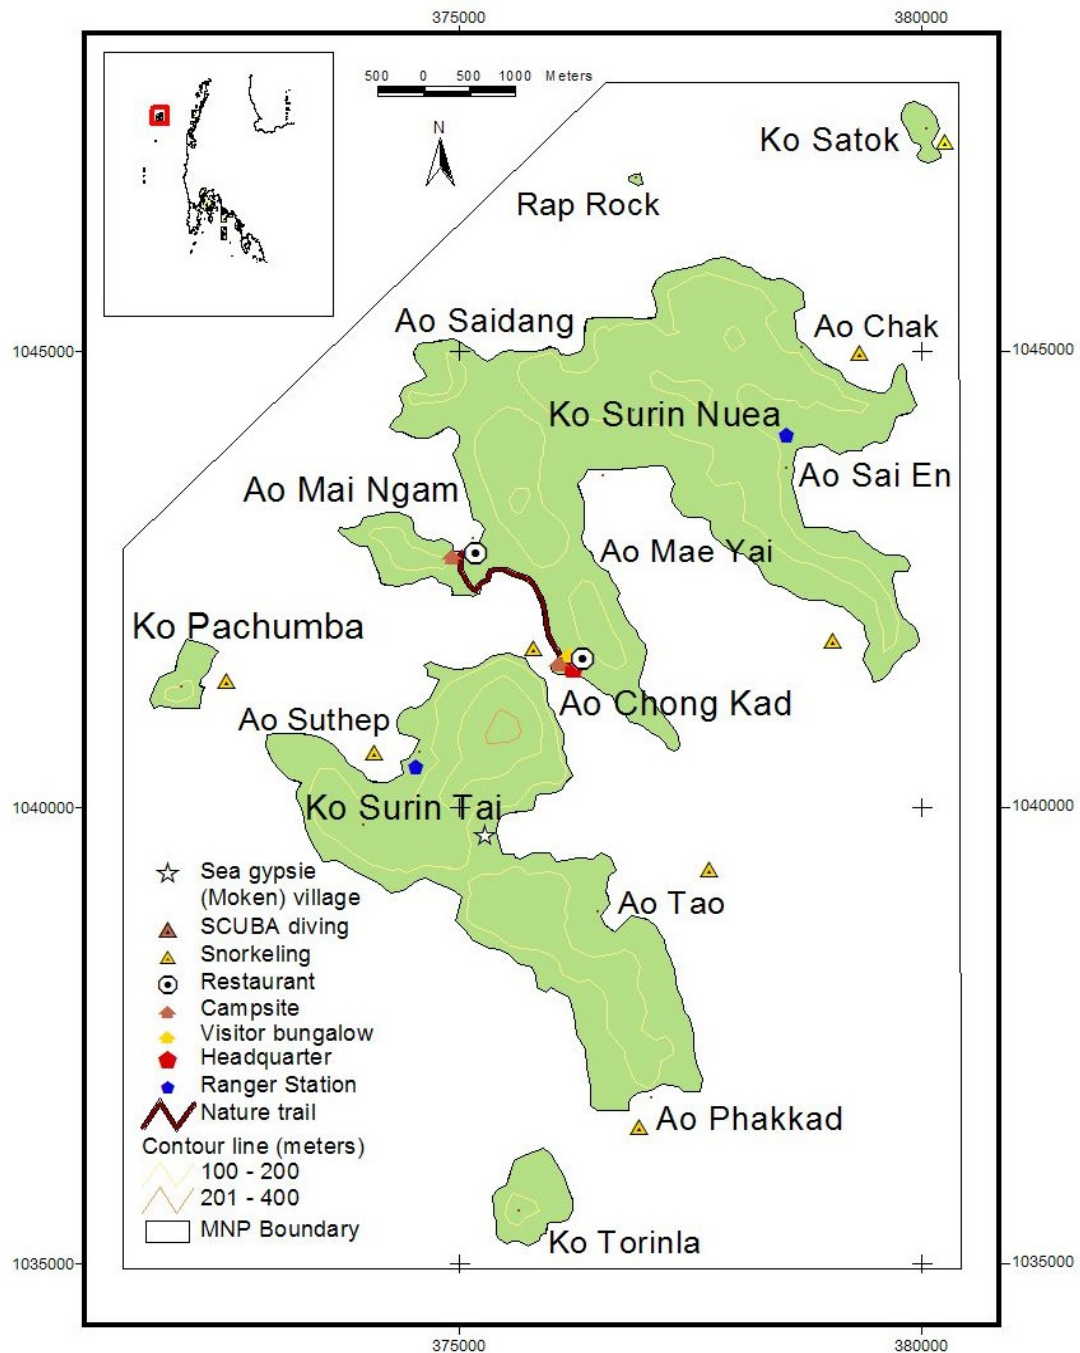 375000
380000
500
0
500
1000
Meters
N
Ko Satok
Rap Rock
Ao Saidang
Ao Chak
1045000
1045000
Ko Surin Nuea
Ao Sai En
Ao Mai Ngam
Ao Mae Yai
Ko Pachumba
Ao Chong Kad
Ao Suthep
1040000
Ko Surin Tai
1040000
Sea gypsie
(Moken) village
Ao Tao
SCUBA diving
Snorkeling
Restaurant
Campsite
Visitor bungalow
Headquarter
Ranger Station
Nature trail
Ao Phakkad
Contour line (meters)
100 - 200
201 - 400
MNP Boundary
Ko Torinla
1035000
1035000
375000
380000